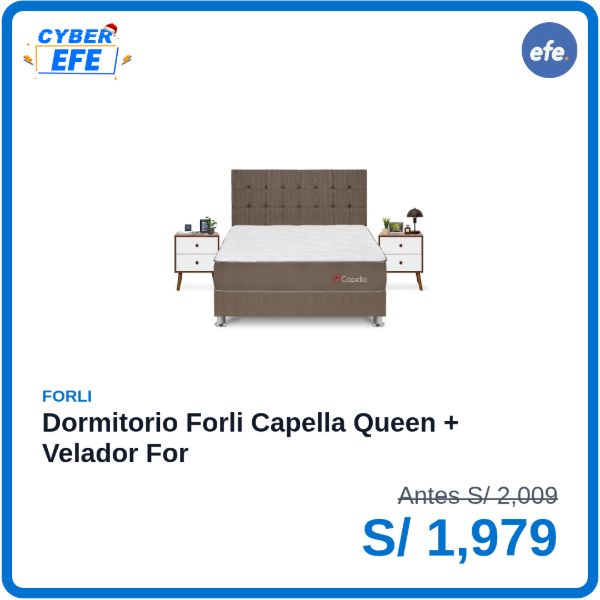 CYBER
EFE
efe.
Capella
FORLI
Dormitorio Forli Capella Queen +
Velador For
Antes S/ 2,009
S/ 1,979